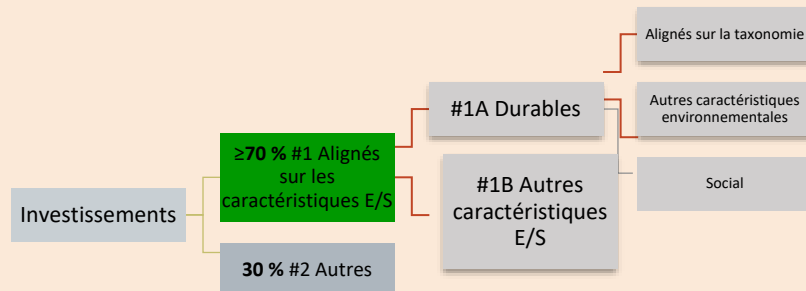 Investissements
≥70 % #1 Alignés
sur les
caractéristiques E/S
30 % #2 Autres
#1A Durables
#1B Autres
caractéristiques
E/S
Alignés sur la taxonomie
Autres caractéristiques
environnementales
Social